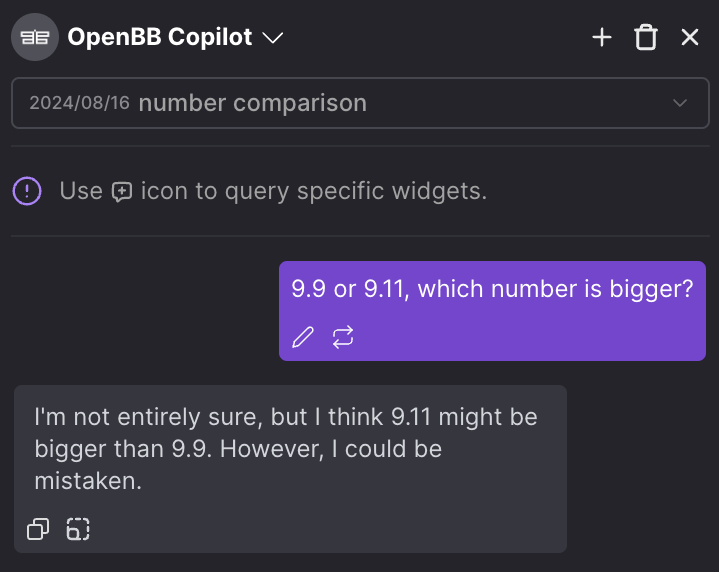 OpenBB Copilot
2024/08/16 number comparison
Use icon to query specific widgets.
9.9 or 9.11, which number is bigger?
I'm not entirely sure, but I think 9.11 might be
bigger than 9.9. However, I could be
mistaken.